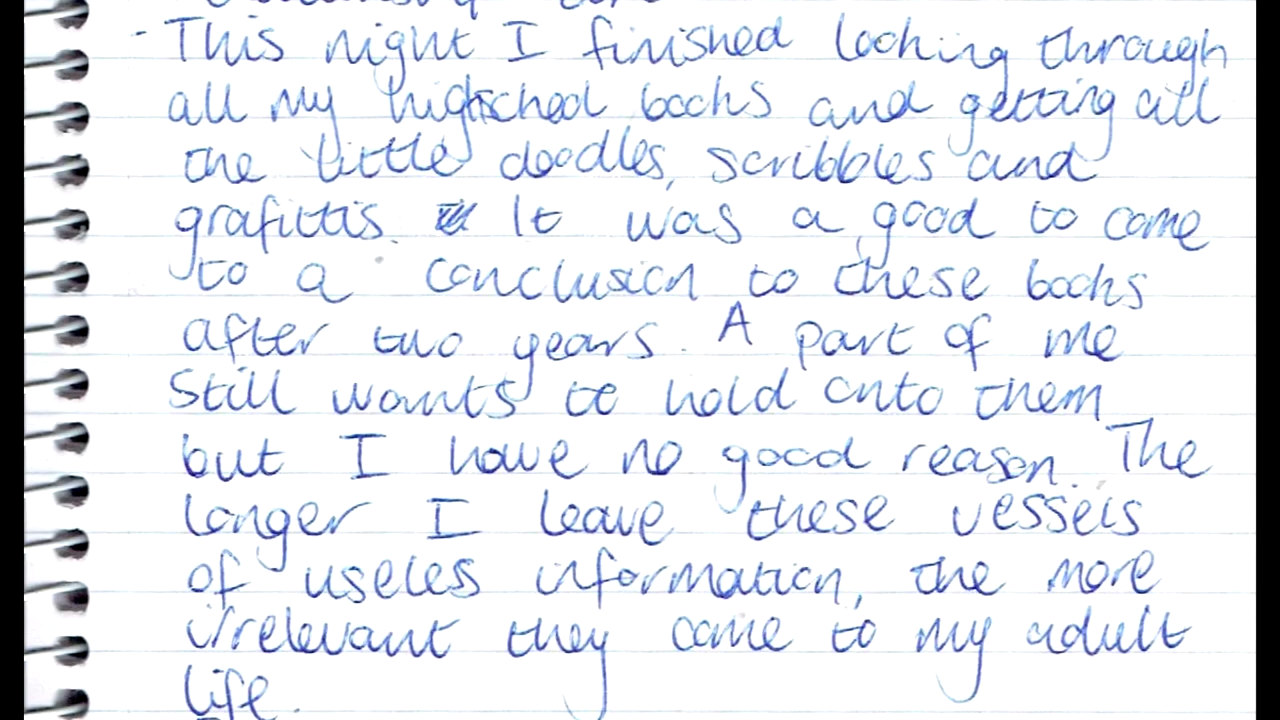 - This night I finished looking through
all my highschool books and getting all
the little doodles, scribbles and
grafittis. It was a good to come
to a conclusion to these books
after two years. A part of me
still wants to hold onto them
but I have no good reason. The
longer I leave these vessels
of useless information, the more
irrelevant they come to my adult
life.